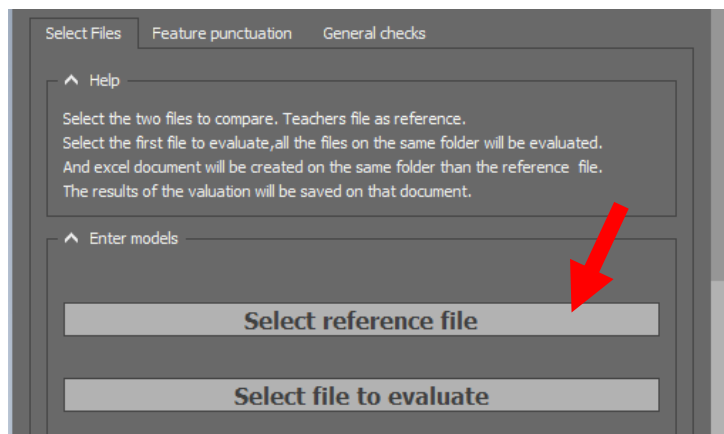 Select Files Feature punctuation General checks
Help
Select the two files to compare. Teachers file as reference.
Select the first file to evaluate,all the files on the same folder will be evaluated.
And excel document will be created on the same folder than the reference file.
The results of the valuation will be saved on that document.
Enter models
Select reference file
Select file to evaluate